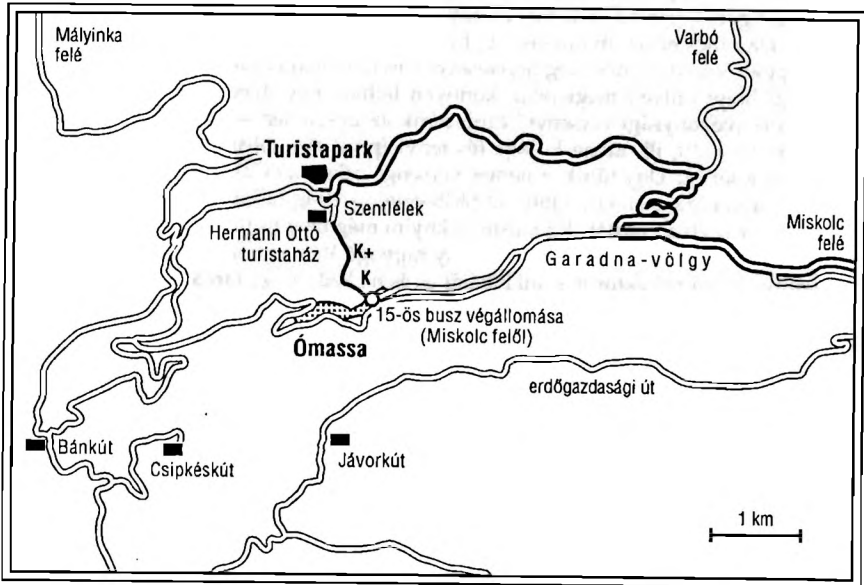 Mályinka
felé
Varbó
felé
Turistapark
Szentlélek
Hermann Ottó
turistaház
K+
K
Miskolc
felé
Garadna-völgy
15-ös busz végállomása
(Miskolc felől)
Ómassa
erdőgazdasági út
Bánkút
Csipkéskút
Jávorkút
1 km